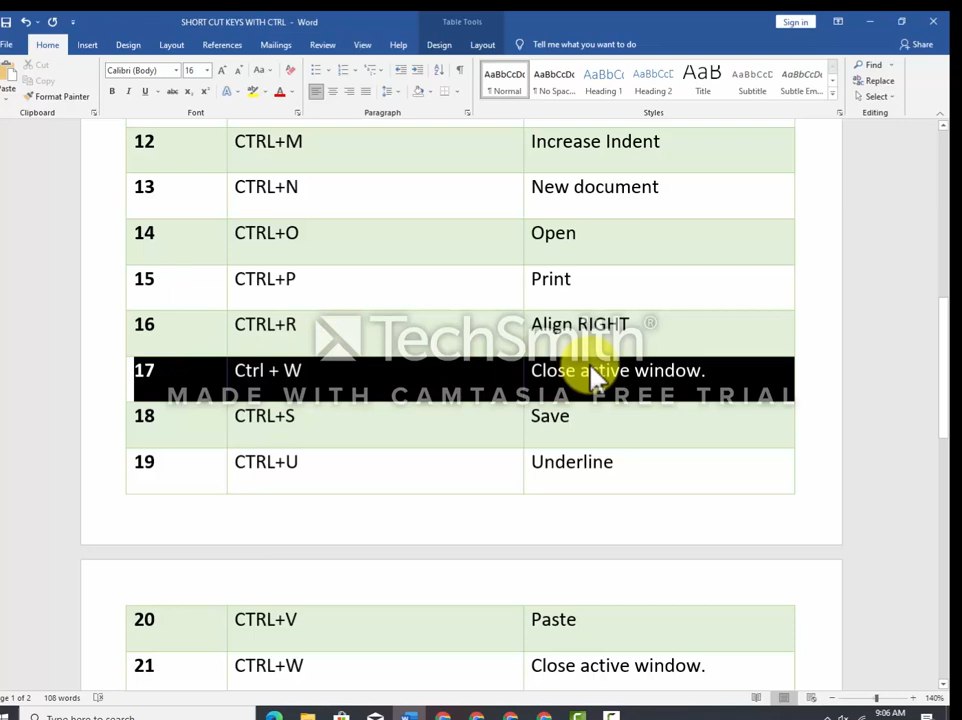 SHORT CUT KEYS WITH CTRL - Word
Table Tools
Sign in
File Home Insert Design Layout References Mailings Review View Help Design Layout Tell me what you want to do Share
Cut
Copy
Paste
Format Painter
Clipboard
Calibri (Body) 16
Font
Paragraph
AaBbCcDc AaBbCcDc AaBbCc AaBbCcD AaB AaBbCcD AaBbCcDc
¶ Normal ¶ No Spac... Heading 1 Heading 2 Title Subtitle Subtle Em...
Styles
Find
Replace
Select
Editing
12 CTRL+M Increase Indent
13 CTRL+N New document
14 CTRL+O Open
15 CTRL+P Print
16 CTRL+R Align RIGHT
TechSmith®
17 Ctrl + W Close active window.
MADE WITH CAMTASIA FREE TRIAL
18 CTRL+S Save
19 CTRL+U Underline
20 CTRL+V Paste
21 CTRL+W Close active window.
Page 1 of 2 108 words 140%
Type here to search
9:06 AM